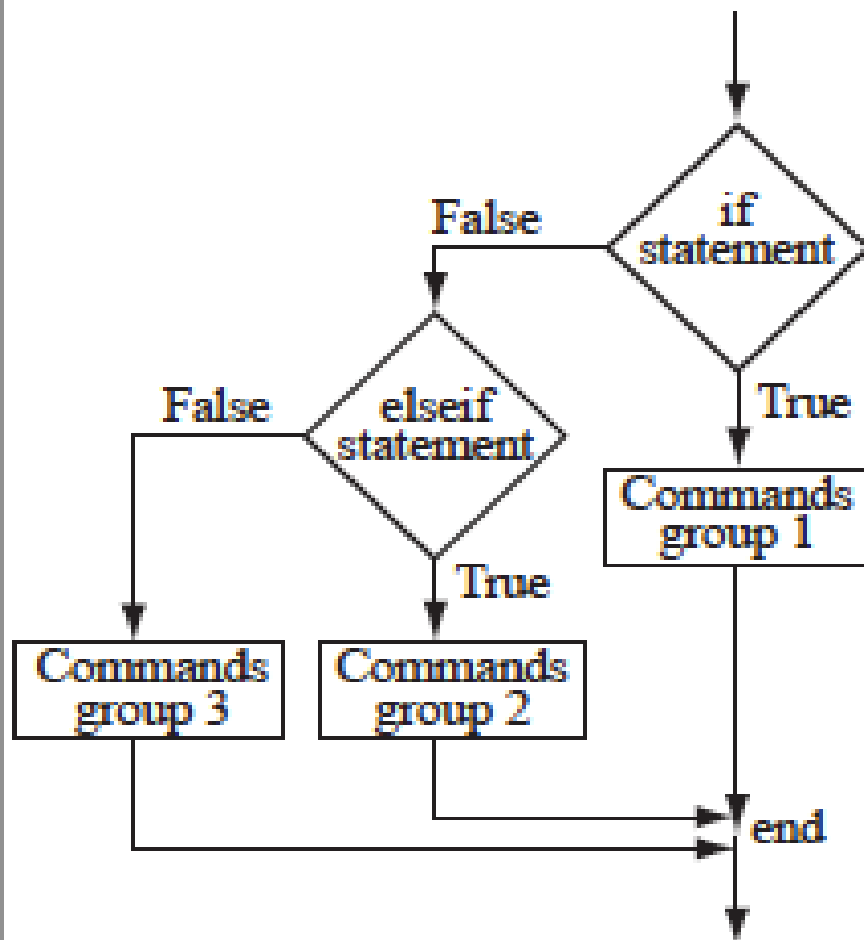 if
statement
False
elseif
statement
False
True
Commands
group 1
True
Commands
group 3
Commands
group 2
end